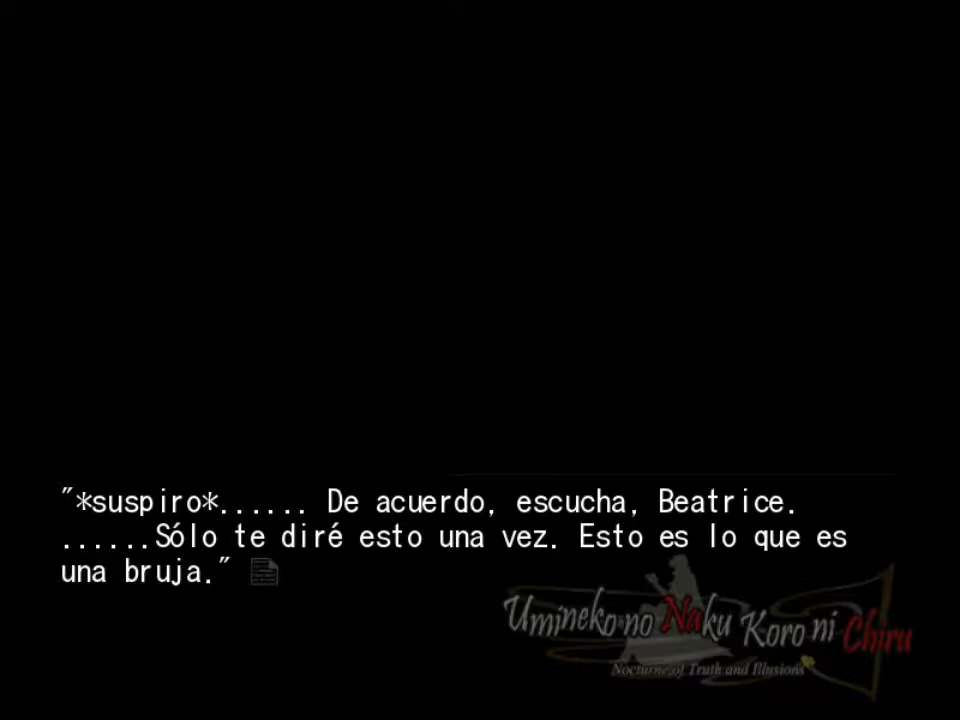 "*suspiro*...... De acuerdo, escucha, Beatrice.
......Sólo te diré esto una vez. Esto es lo que es
una bruja."
Umineko no Naku Koro ni Chiru
Nocturne of Truth and Illusions